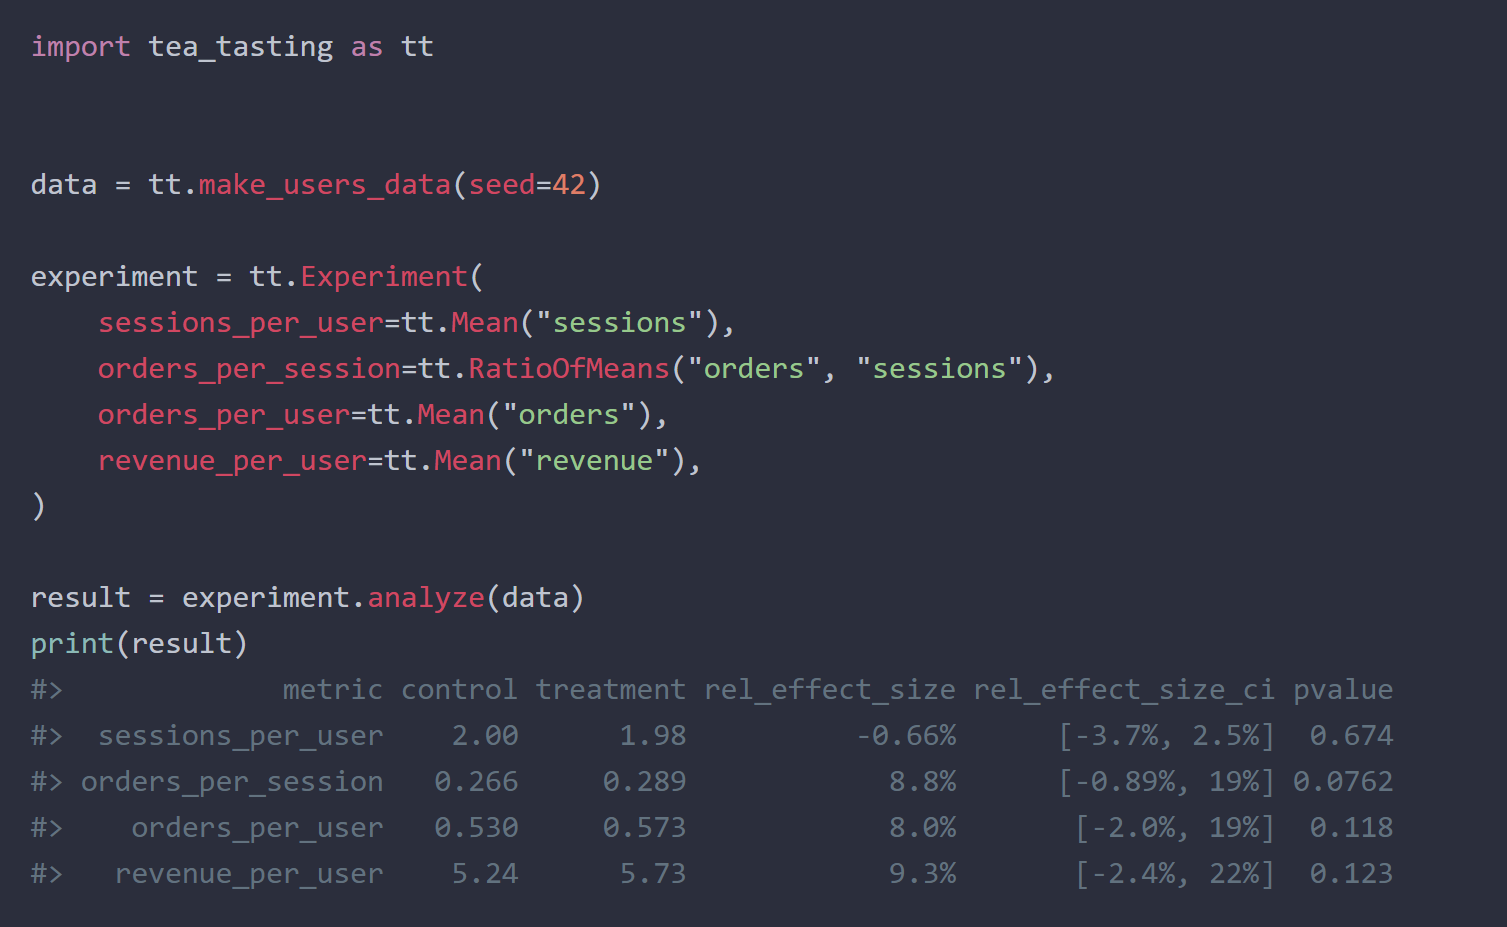 import tea_tasting as tt
data = tt.make_users_data(seed=42)
experiment = tt.Experiment(
    sessions_per_user=tt.Mean("sessions"),
    orders_per_session=tt.RatioOfMeans("orders", "sessions"),
    orders_per_user=tt.Mean("orders"),
    revenue_per_user=tt.Mean("revenue"),
)
result = experiment.analyze(data)
print(result)
#>             metric control treatment rel_effect_size rel_effect_size_ci pvalue
#>  sessions_per_user    2.00      1.98          -0.66%      [-3.7%, 2.5%]  0.674
#> orders_per_session   0.266     0.289            8.8%      [-0.89%, 19%] 0.0762
#>    orders_per_user   0.530     0.573            8.0%       [-2.0%, 19%]  0.118
#>   revenue_per_user    5.24      5.73            9.3%       [-2.4%, 22%]  0.123